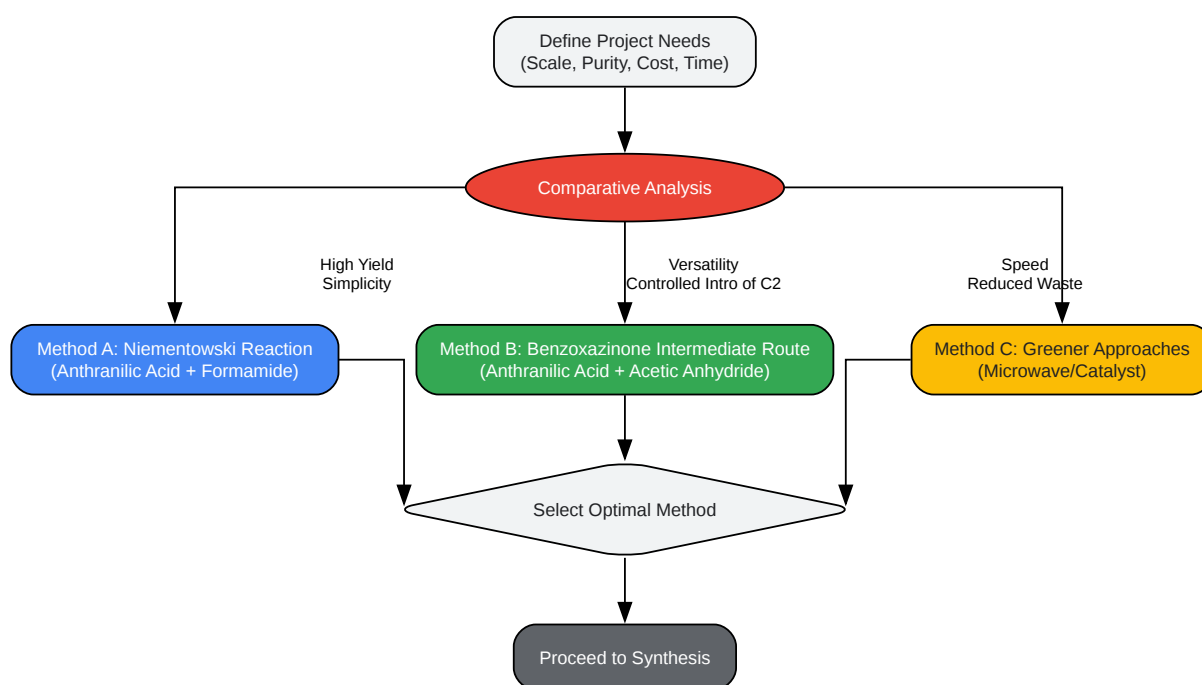 Define Project Needs
(Scale, Purity, Cost, Time)
Comparative Analysis
High Yield
Simplicity
Versatility
Controlled Intro of C2
Speed
Reduced Waste
Method A: Niementowski Reaction
(Anthranilic Acid + Formamide)
Method B: Benzoxazinone Intermediate Route
(Anthranilic Acid + Acetic Anhydride)
Method C: Greener Approaches
(Microwave/Catalyst)
Select Optimal Method
Proceed to Synthesis